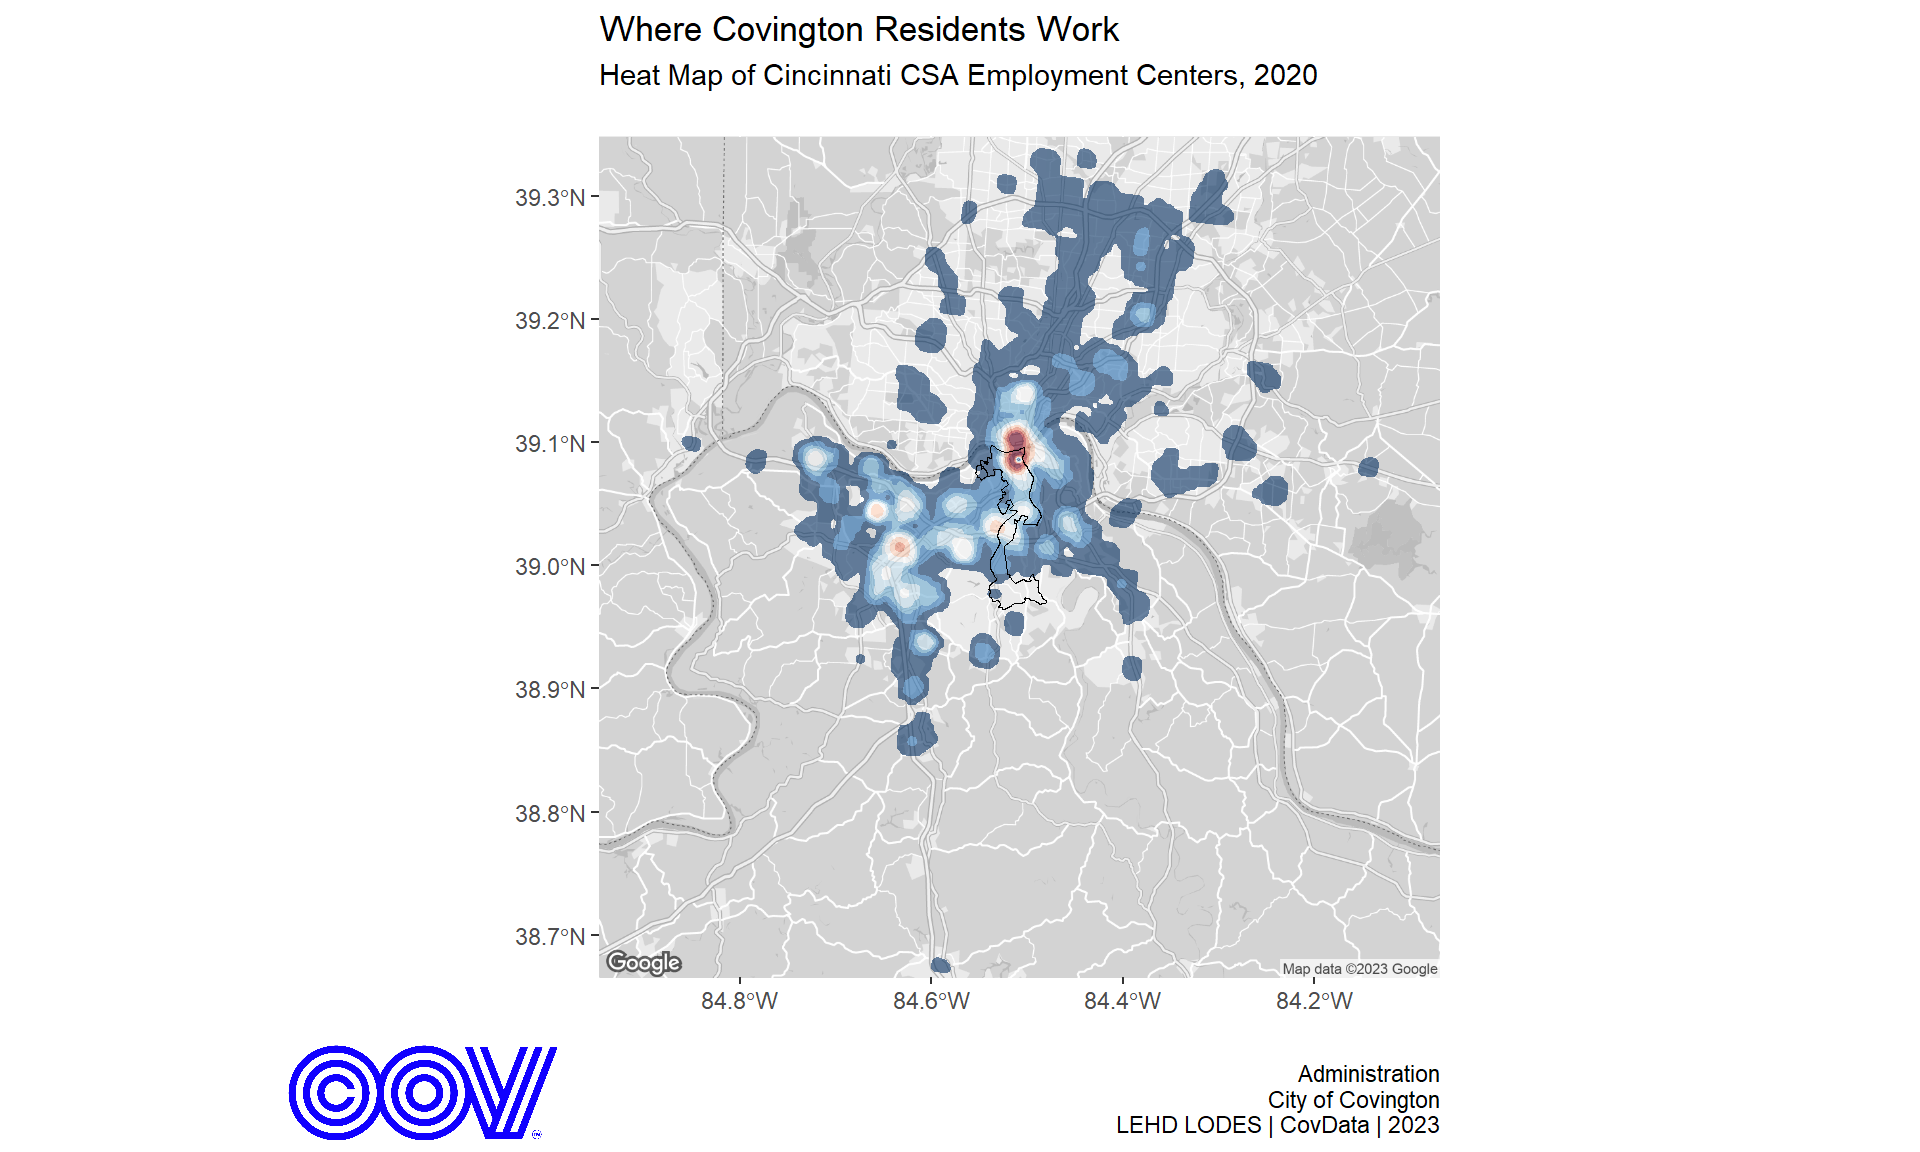 Where Covington Residents Work
Heat Map of Cincinnati CSA Employment Centers, 2020
39.3°N
39.2°N
39.1°N
39.0°N
38.9°N
38.8°N
38.7°N
Google
Map data ©2023 Google
84.8°W
84.6°W
84.4°W
84.2°W
COV
Administration
City of Covington
LEHD LODES | CovData | 2023